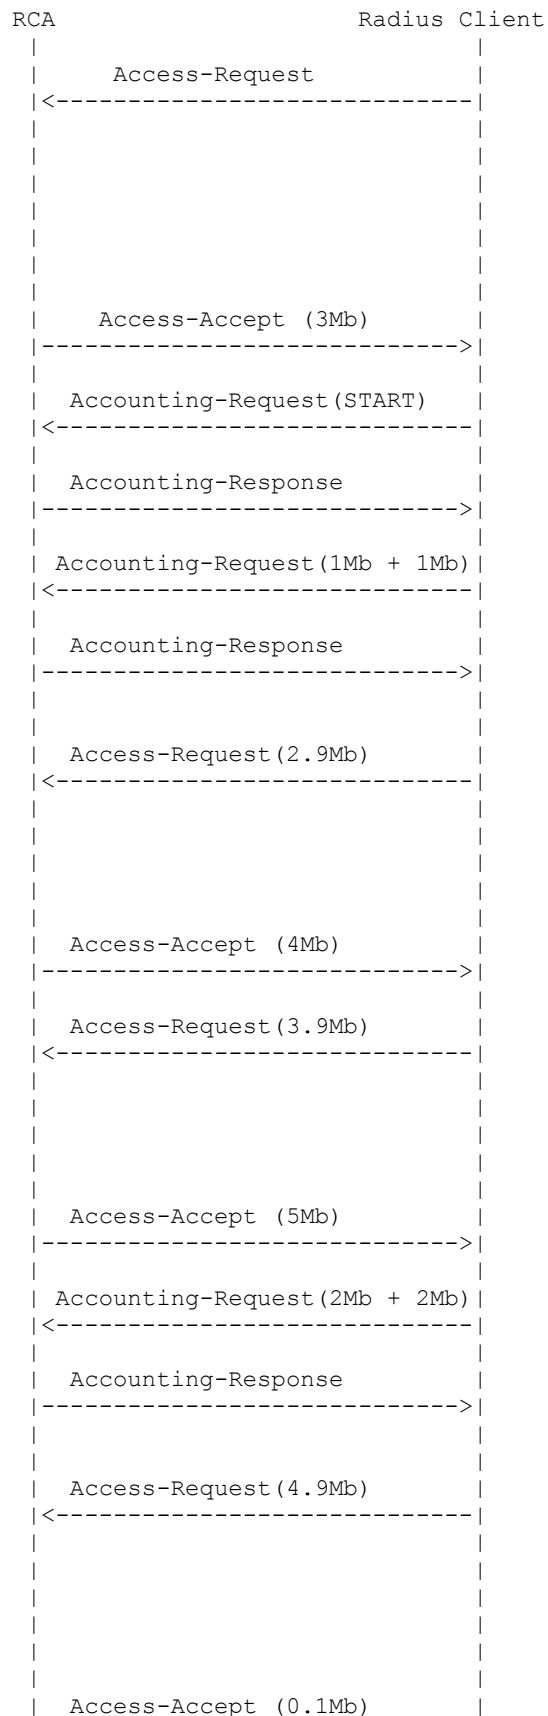 RCA Radius Client
Access-Request
Access-Accept (3Mb)
Accounting-Request(START)
Accounting-Response
Accounting-Request(1Mb + 1Mb)
Accounting-Response
Access-Request(2.9Mb)
Access-Accept (4Mb)
Access-Request(3.9Mb)
Access-Accept (5Mb)
Accounting-Request(2Mb + 2Mb)
Accounting-Response
Access-Request(4.9Mb)
Access-Accept (0.1Mb)